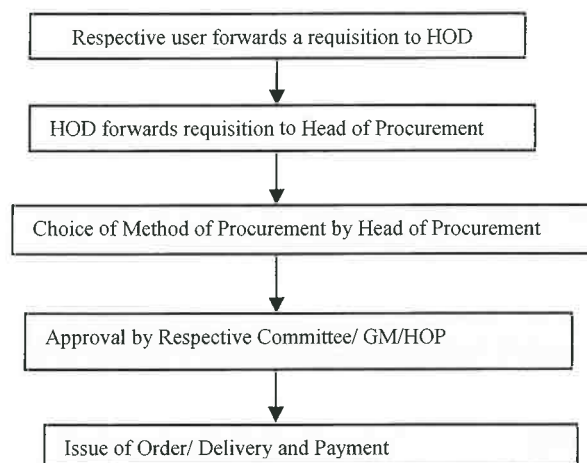 Respective user forwards a requisition to HOD
HOD forwards requisition to Head of Procurement
Choice of Method of Procurement by Head of Procurement
Approval by Respective Committee/ GM/HOP
Issue of Order/ Delivery and Payment